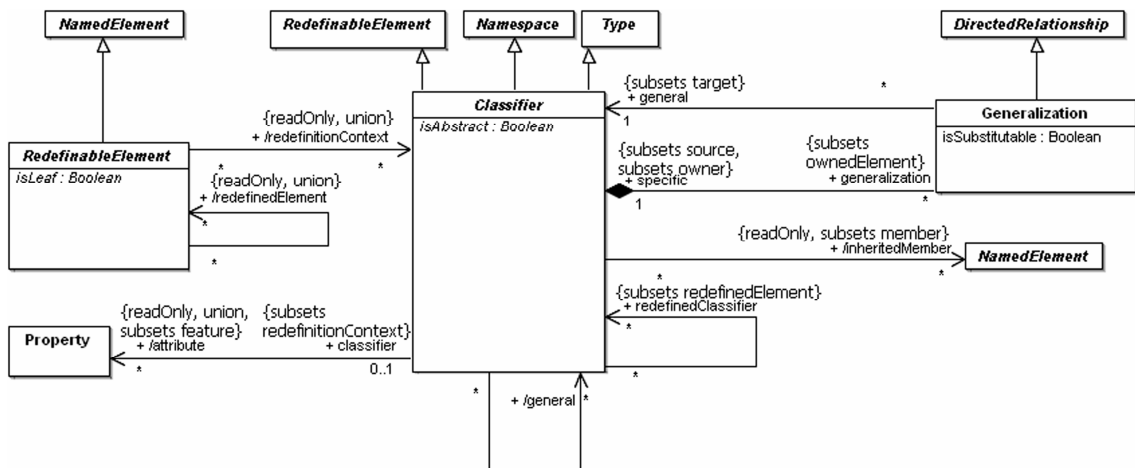 NamedElement
RedefinableElement
Namespace
Type
DirectedRelationship
Classifier
isAbstract : Boolean
{subsets target}
+ general
*
1
Generalization
isSubstitutable : Boolean
{readOnly, union}
+ /redefinitionContext
*
*
RedefinableElement
isLeaf : Boolean
{readOnly, union}
+ /redefinedElement
*
*
{subsets source,
subsets owner}
+ specific
1
{subsets
ownedElement}
+ generalization
*
{readOnly, subsets member}
+ /inheritedMember
*
*
NamedElement
{subsets redefinedElement}
+ redefinedClassifier
*
*
Property
{readOnly, union,
subsets feature}
+ /attribute
*
{subsets
redefinitionContext}
+ classifier
0..1
*
+ /general
*